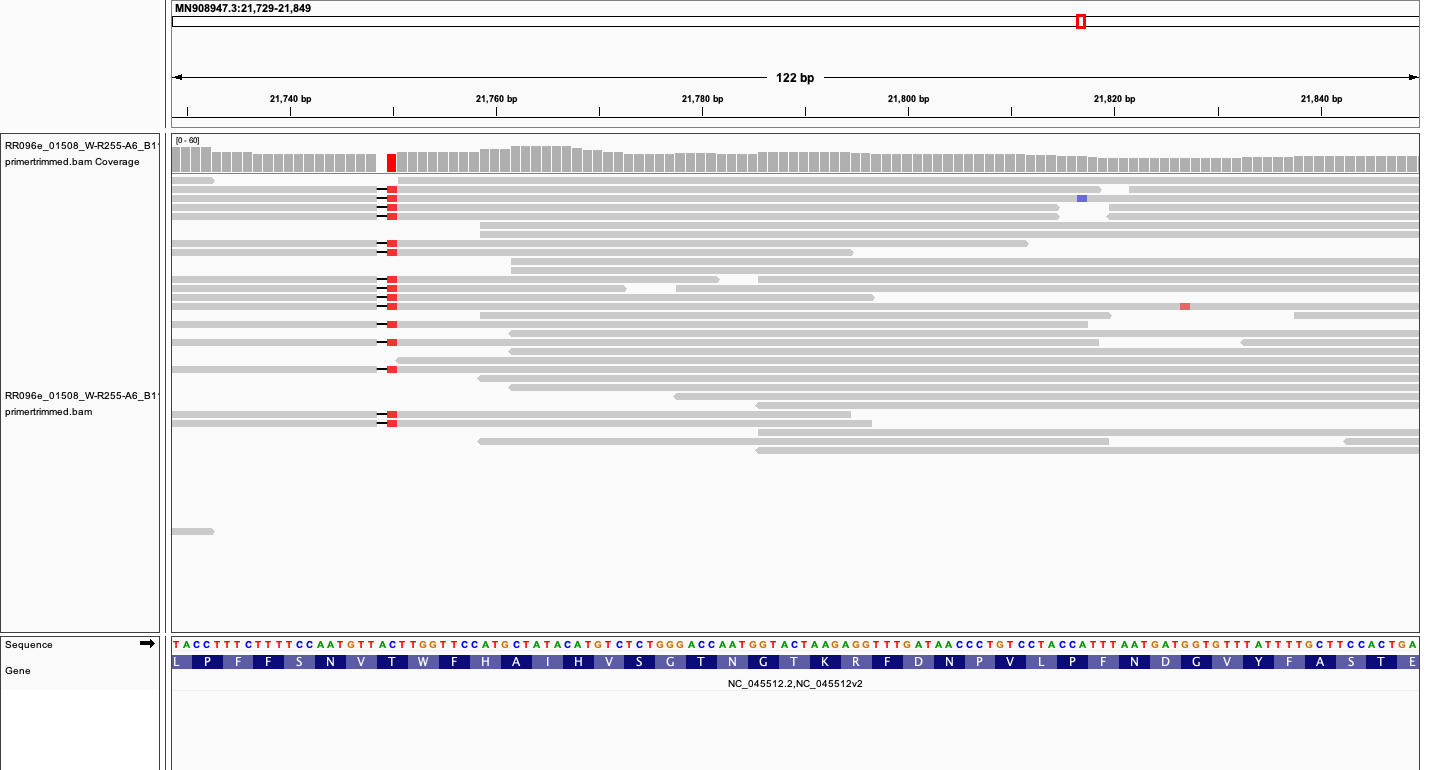 MN908947.3:21,729-21,849
122 bp
21,740 bp 21,760 bp 21,780 bp 21,800 bp 21,820 bp 21,840 bp
[0 - 60]
RR096e_01508_W-R255-A6_B1
primertrimmed.bam Coverage
RR096e_01508_W-R255-A6_B1
primertrimmed.bam
Sequence
TACCTTTCTTTTCCAATGTTACTTGGTTCCATGCTATACATGTCTCTGGGACCAATGGTACTAAGAGGTTTGATAACCCTGTCCTACCATTTAATGATGGTGTTTATTTTGCTTCCACTGA
Gene
L P F F S N V T W F H A I H V S G T N G T K R F D N P V L P F N D G V Y F A S T E
NC_045512.2,NC_045512v2